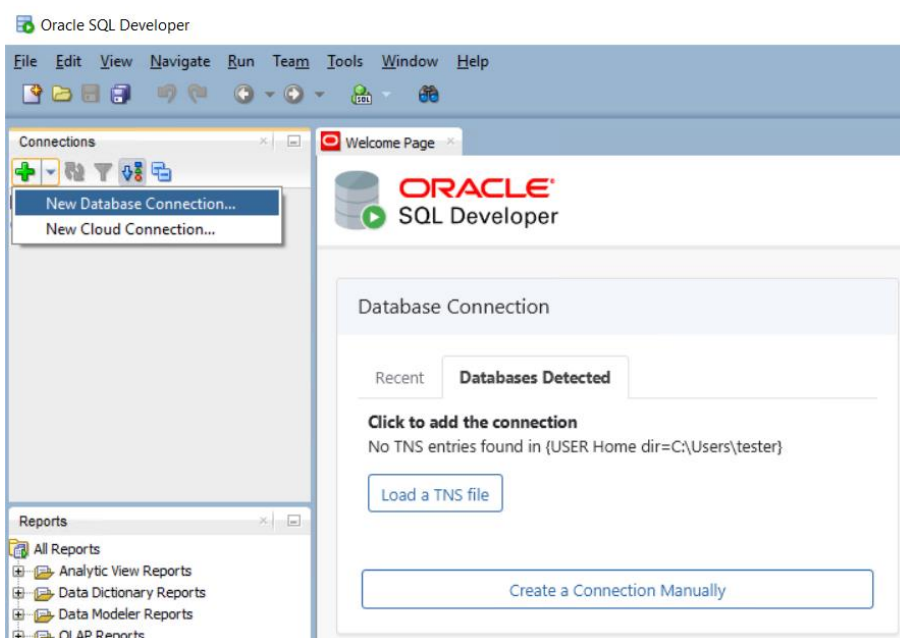 Oracle SQL Developer
File Edit View Navigate Run Team Tools Window Help
SQL
Connections
New Database Connection...
New Cloud Connection...
Reports
All Reports
Analytic View Reports
Data Dictionary Reports
Data Modeler Reports
OLAP Reports
Welcome Page
ORACLE®
SQL Developer
Database Connection
Recent Databases Detected
Click to add the connection
No TNS entries found in {USER Home dir=C:\Users\tester}
Load a TNS file
Create a Connection Manually